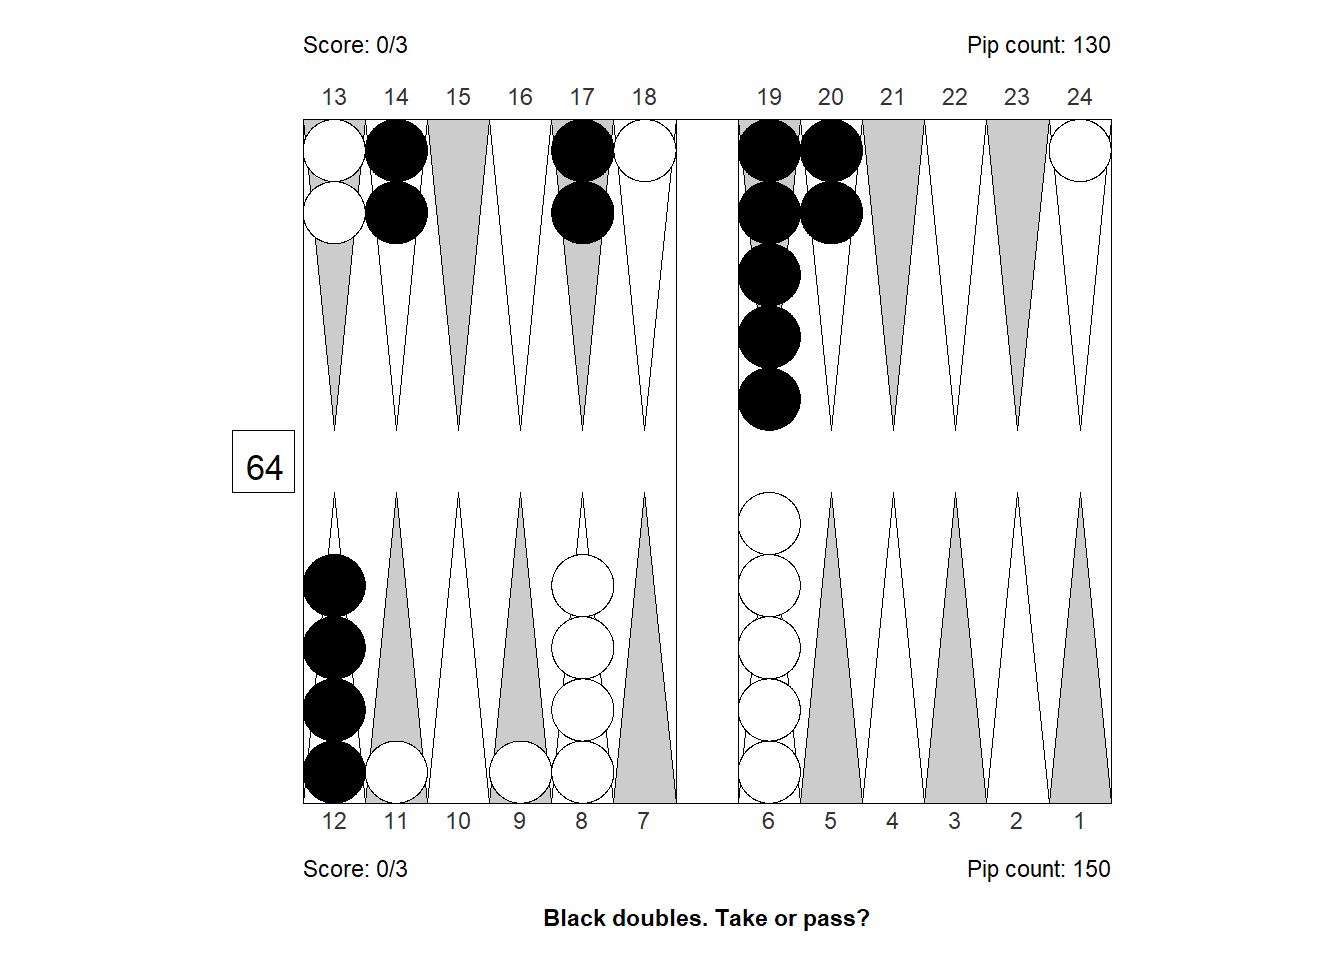 Score: 0/3 Pip count: 130
13 14 15 16 17 18 19 20 21 22 23 24
64
12 11 10 9 8 7 6 5 4 3 2 1
Score: 0/3 Pip count: 150
Black doubles. Take or pass?